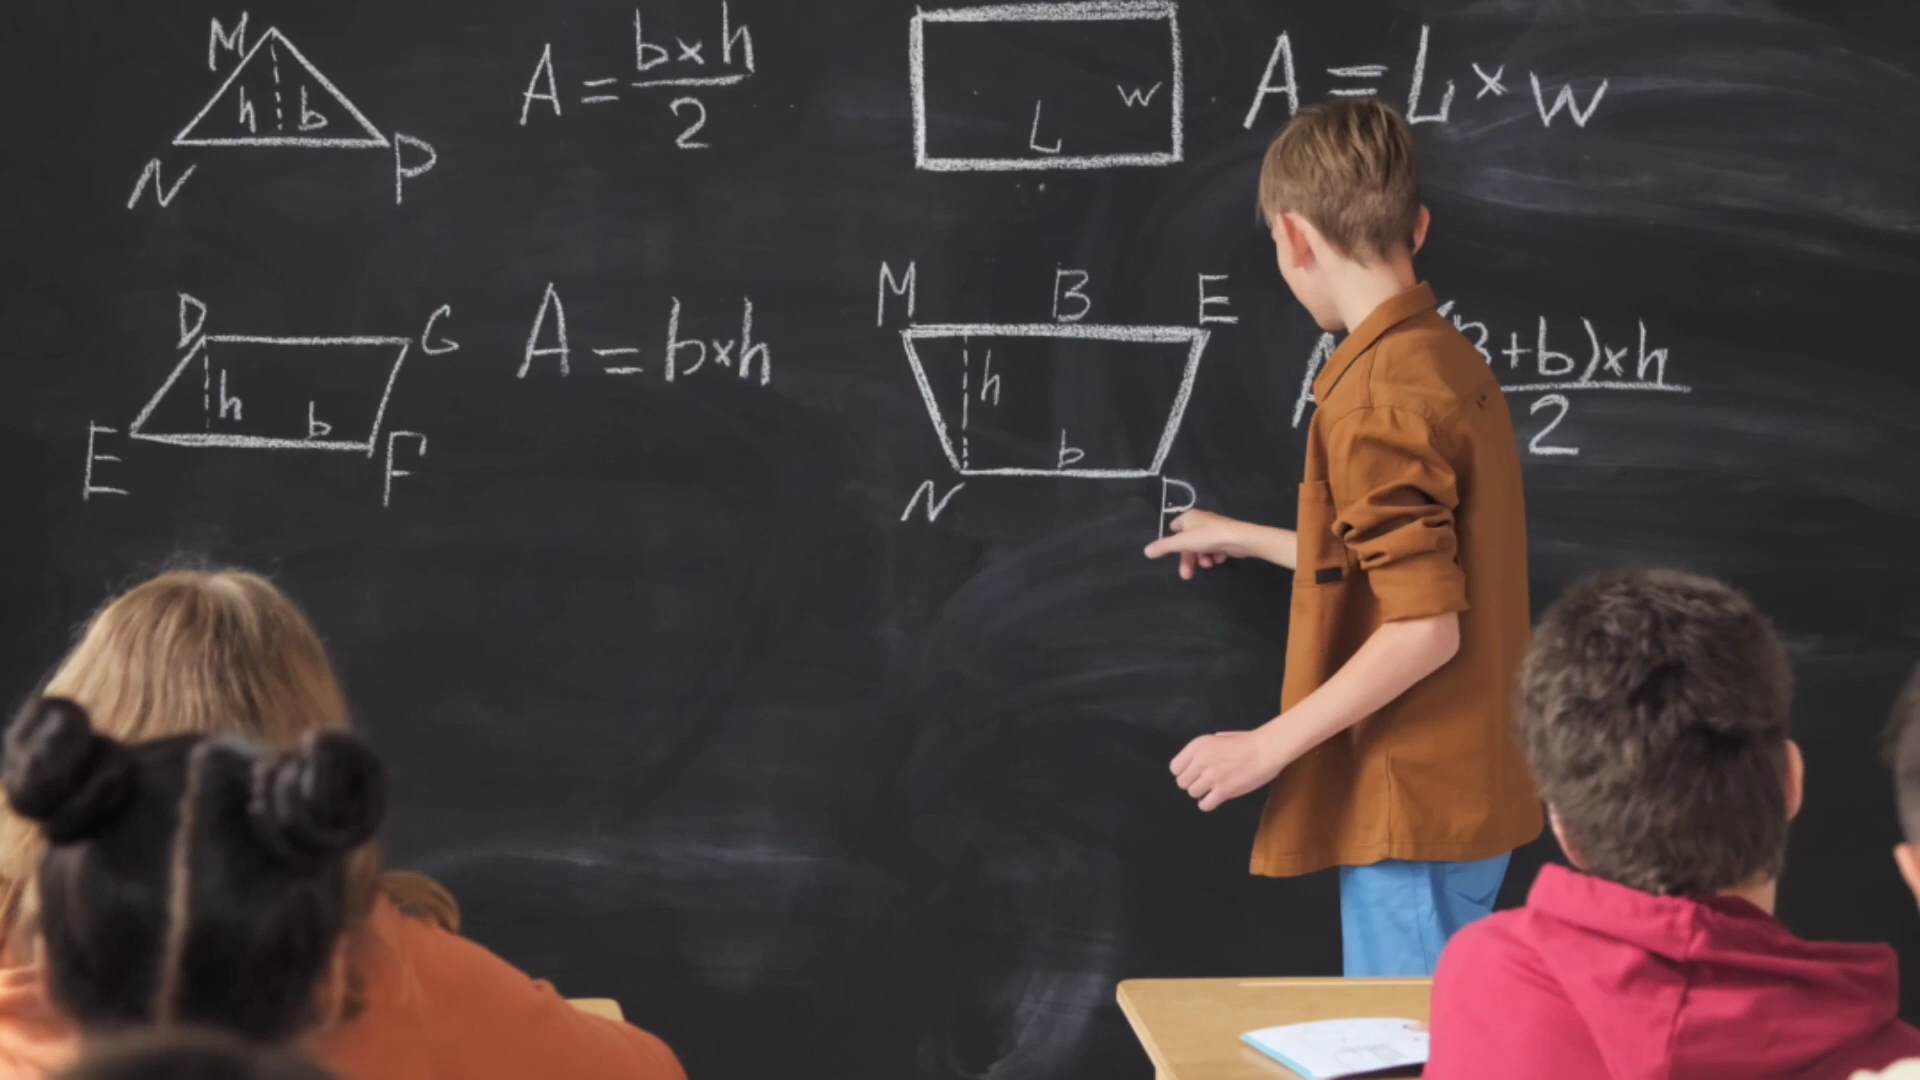 M
h b
N P
A = b×h
2
L w
A = L × w
D G
h b
E F
A = b×h
M B E
h
b
N P
+b)×h
2